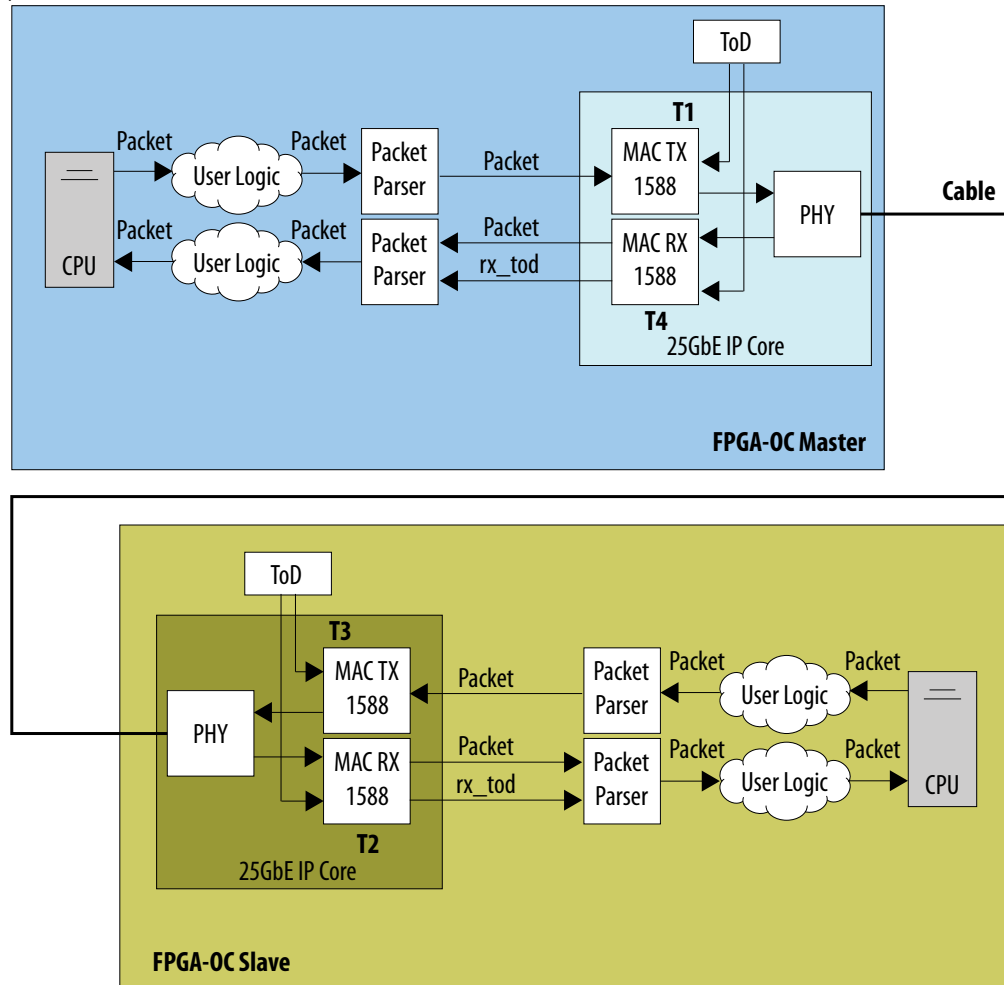 ToD
T1
Packet
Packet
User Logic
Packet
Parser
Packet
MAC TX
1588
PHY
Cable
CPU
Packet
Packet
User Logic
Packet
Parser
Packet
rx_tod
MAC RX
1588
T4
25GbE IP Core
FPGA-OC Master
ToD
T3
MAC TX
1588
Packet
Packet
Parser
Packet
User Logic
Packet
PHY
MAC RX
1588
Packet
rx_tod
Packet
Parser
Packet
User Logic
Packet
CPU
T2
25GbE IP Core
FPGA-OC Slave